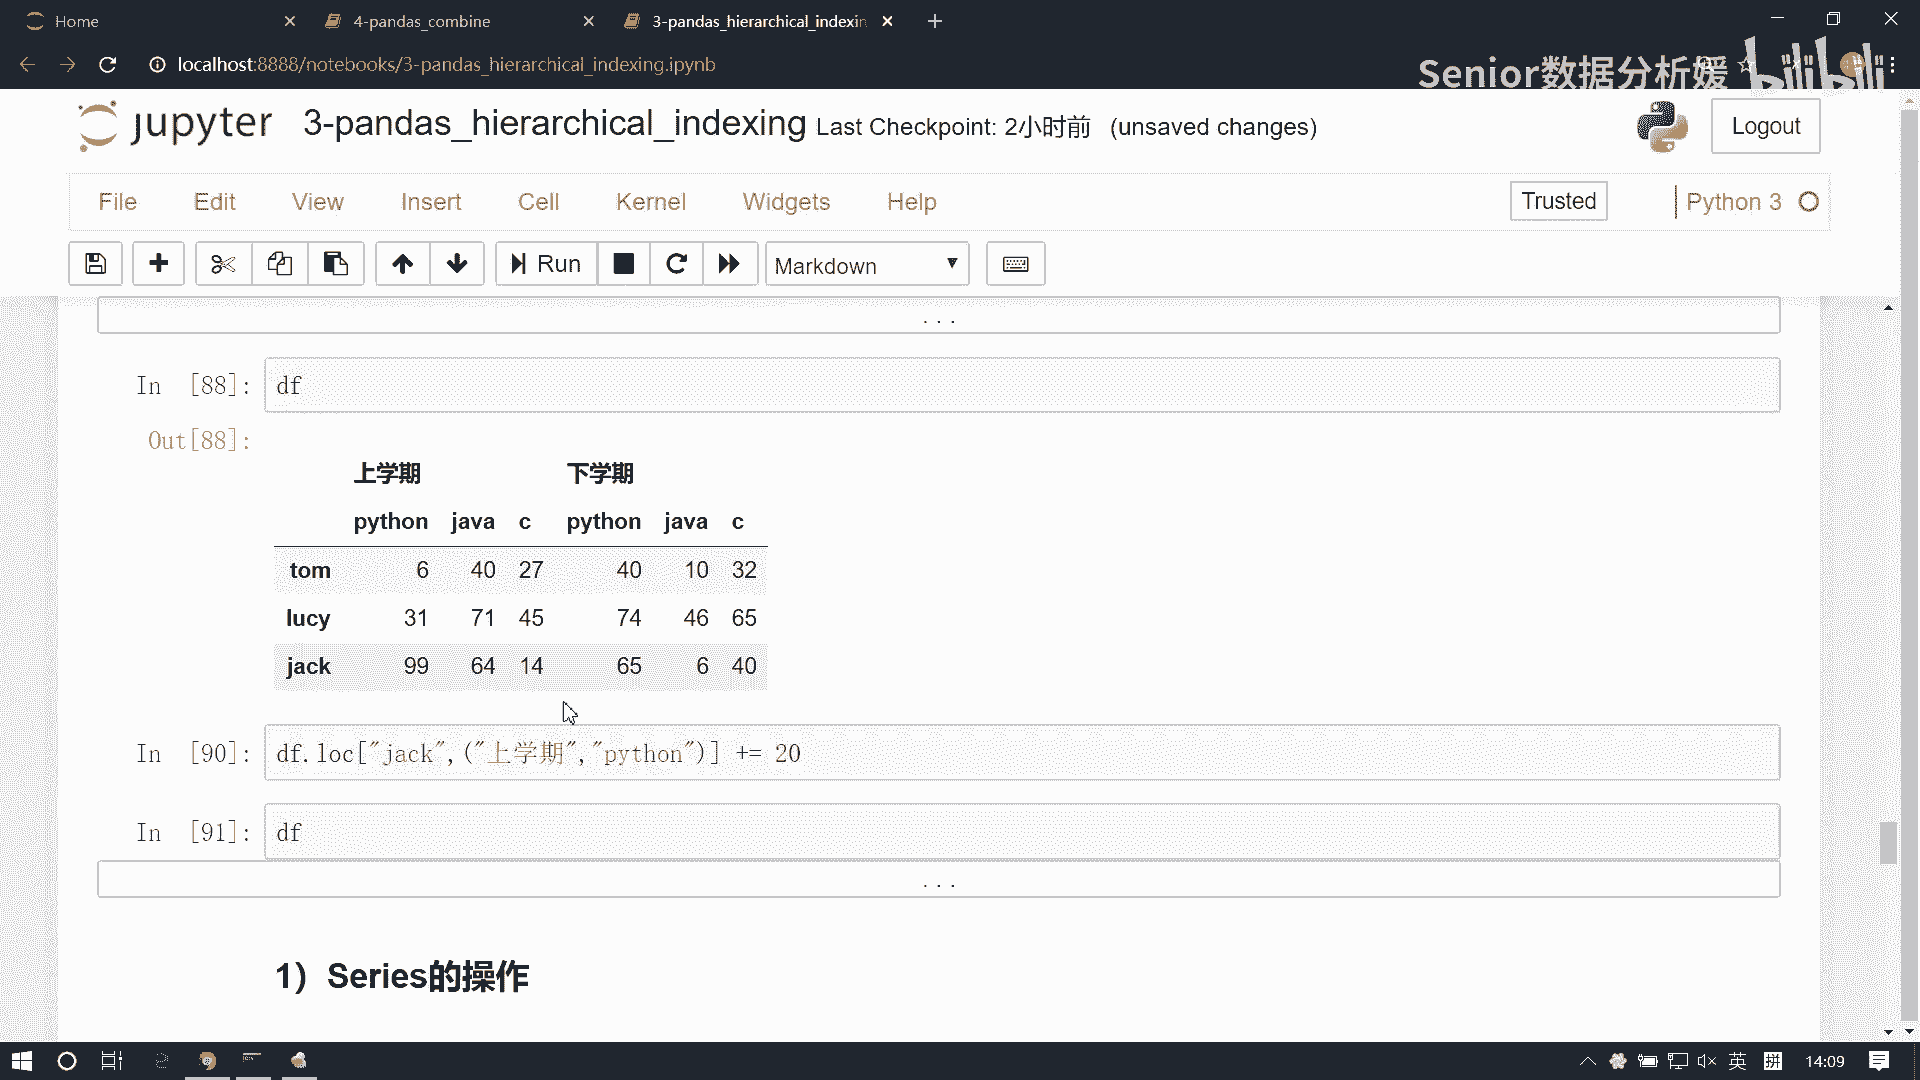 Home
4-pandas_combine
3-pandas_hierarchical_indexin
localhost:8888/notebooks/3-pandas_hierarchical_indexing.ipynb
Senior数据分析媛 bilibili
jupyter 3-pandas_hierarchical_indexing Last Checkpoint: 2小时前 (unsaved changes)
Logout
File Edit View Insert Cell Kernel Widgets Help
Trusted
Python 3
Run
Markdown
...
In [88]: df
Out[88]:
上学期 下学期
python java c python java c
tom 6 40 27 40 10 32
lucy 31 71 45 74 46 65
jack 99 64 14 65 6 40
In [90]: df.loc["jack",("上学期","python")] += 20
In [91]: df
...
1) Series的操作
英 拼 14:09